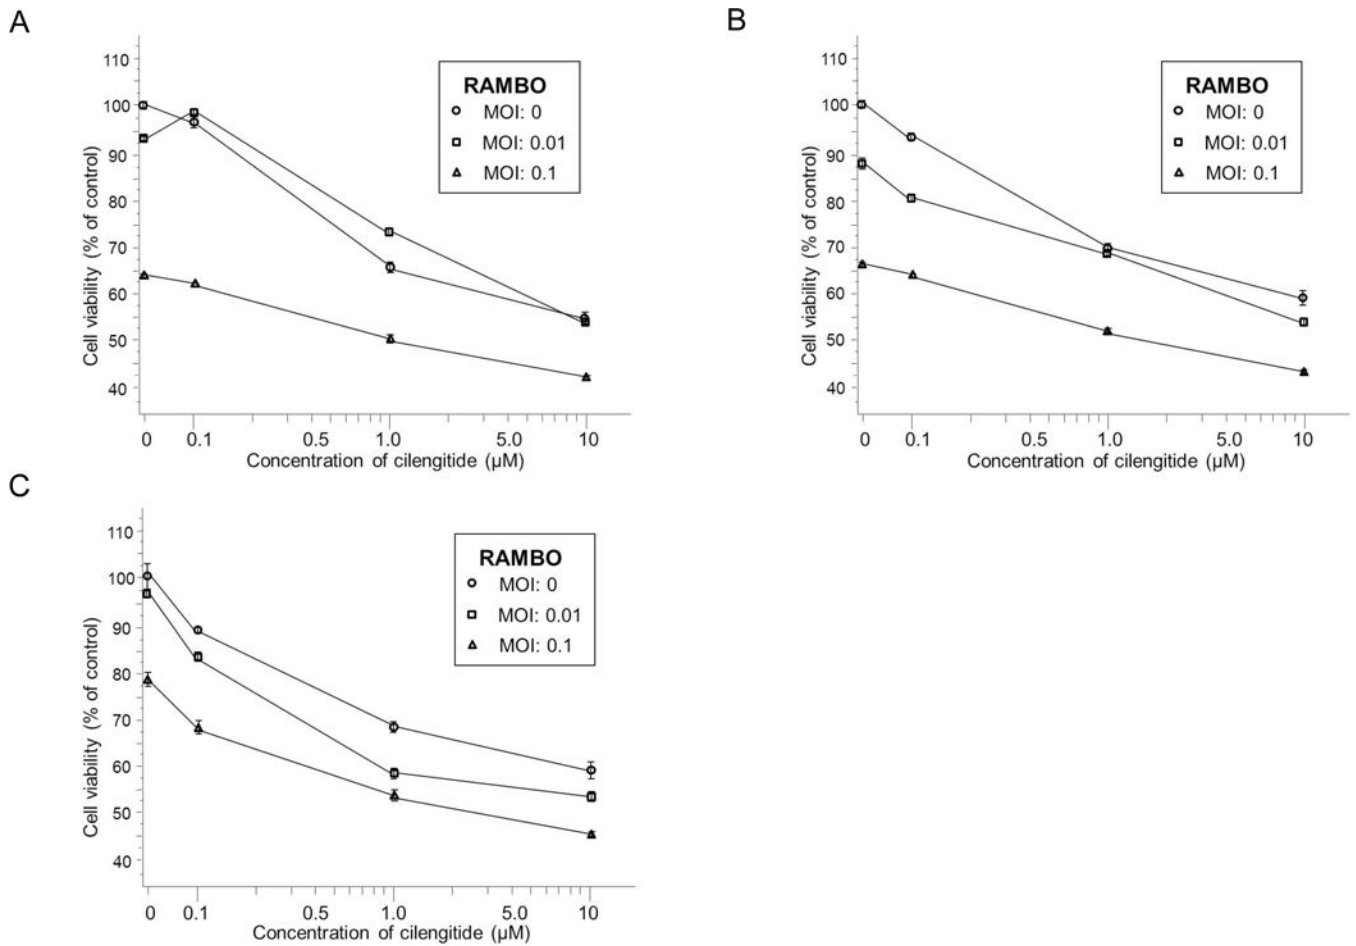 A
Cell viability (% of control)
110
100
90
80
70
60
50
40
RAMBO
MOI: 0
MOI: 0.01
MOI: 0.1
0 0.1 0.5 1.0 5.0 10
Concentration of cilengitide (µM)
B
Cell viability (% of control)
110
100
90
80
70
60
50
40
RAMBO
MOI: 0
MOI: 0.01
MOI: 0.1
0 0.1 0.5 1.0 5.0 10
Concentration of cilengitide (µM)
C
Cell viability (% of control)
110
100
90
80
70
60
50
40
RAMBO
MOI: 0
MOI: 0.01
MOI: 0.1
0 0.1 0.5 1.0 5.0 10
Concentration of cilengitide (µM)